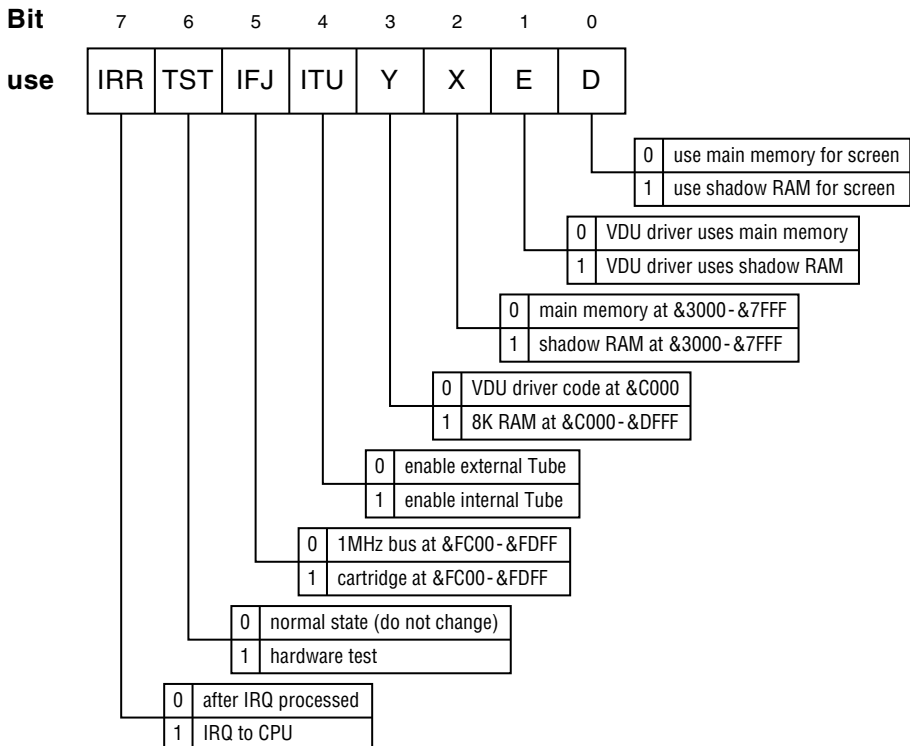 Bit 7 6 5 4 3 2 1 0
use IRR TST IFJ ITU Y X E D
0 use main memory for screen
1 use shadow RAM for screen
0 VDU driver uses main memory
1 VDU driver uses shadow RAM
0 main memory at &3000-&7FFF
1 shadow RAM at &3000-&7FFF
0 VDU driver code at &C000
1 8K RAM at &C000-&DFFF
0 enable external Tube
1 enable internal Tube
0 1MHz bus at &FC00-&FDFF
1 cartridge at &FC00-&FDFF
0 normal state (do not change)
1 hardware test
0 after IRQ processed
1 IRQ to CPU